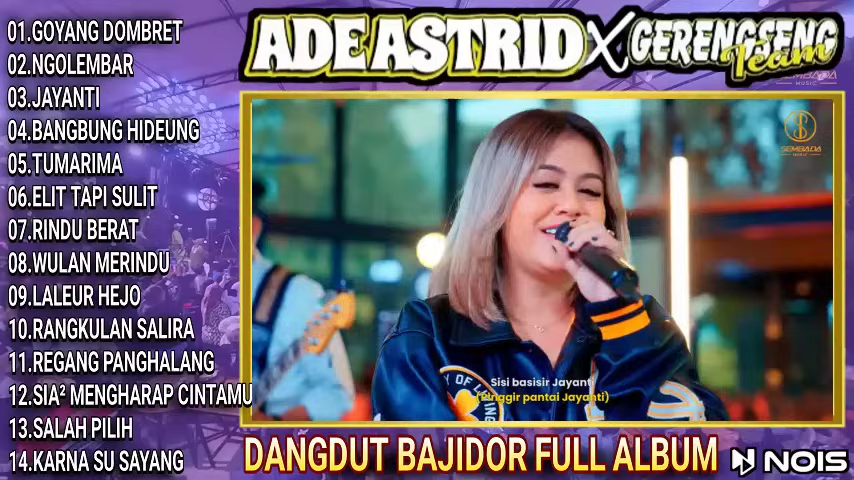 01.GOYANG DOMBRET
02.NGOLEMBAR
03.JAYANTI
04.BANGBUNG HIDEUNG
05.TUMARIMA
06.ELIT TAPI SULIT
07.RINDU BERAT
08.WULAN MERINDU
09.LALEUR HEJO
10.RANGKULAN SALIRA
11.REGANG PANGHALANG
12.SIA² MENGHARAP CINTAMU
13.SALAH PILIH
14.KARNA SU SAYANG
ADE ASTRID X GERENGSENG Team
SEMBADA
MUSIC
SEMBADA
MUSIC
Sisi basisir Jayanti
(Pinggir pantai Jayanti)
DANGDUT BAJIDOR FULL ALBUM
NOIS